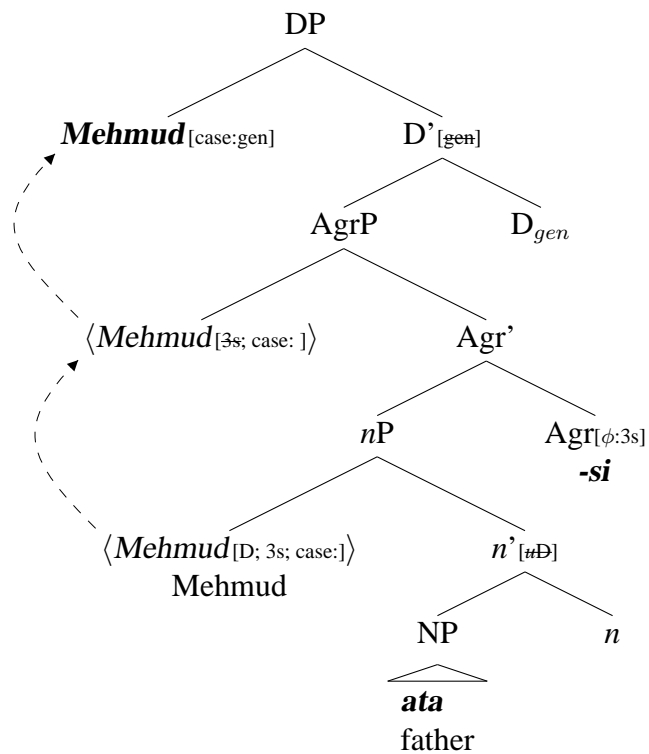 DP
Mehmud[case:gen] D’[gen]
AgrP D_gen
⟨Mehmud[3s; case: ]⟩ Agr’
nP Agr[ϕ:3s]
-si
⟨Mehmud[D; 3s; case:]⟩ n’[uD]
Mehmud
NP n
ata
father